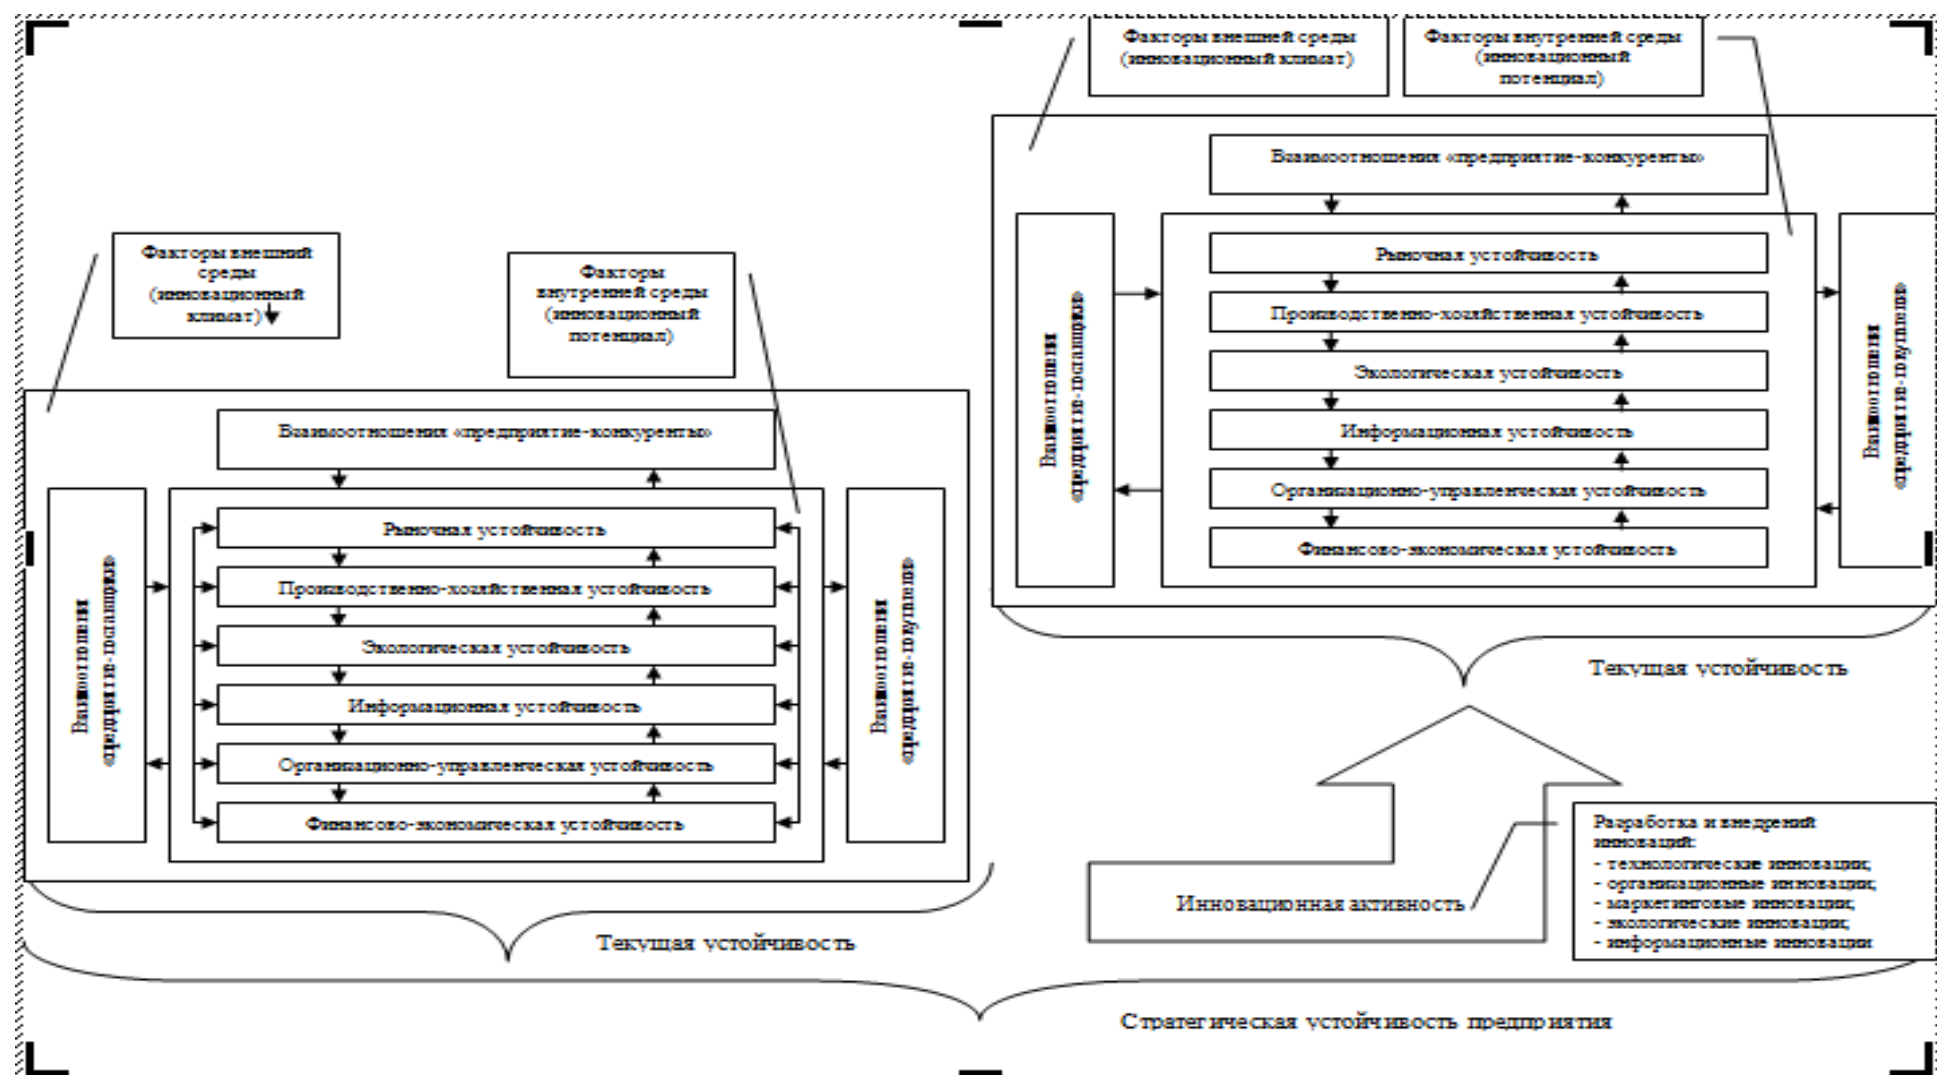 Факторы внешней среды
(инновационный климат)
Факторы внутренней среды
(инновационный
потенциал)
Взаимоотношения «предприятие-конкуренты»
Взаимоотношения
«предприятие-поставщики»
Рыночная устойчивость
Производственно-хозяйственная устойчивость
Экологическая устойчивость
Информационная устойчивость
Организационно-управленческая устойчивость
Финансово-экономическая устойчивость
Взаимоотношения
«предприятие-покупатели»
Текущая устойчивость
Факторы внешний
среды
(инновационный
климат)
Факторы
внутренней среды
(инновационный
потенциал)
Взаимоотношения «предприятие-конкуренты»
Взаимоотношения
«предприятие-поставщики»
Рыночная устойчивость
Производственно-хозяйственная устойчивость
Экологическая устойчивость
Информационная устойчивость
Организационно-управленческая устойчивость
Финансово-экономическая устойчивость
Взаимоотношения
«предприятие-покупатели»
Текущая устойчивость
Инновационная активность
Разработка и внедрений
инноваций:
- технологические инновации;
- организационные инновации;
- маркетинговые инновации;
- экологические инновации;
- информационные инновации
Стратегическая устойчивость предприятия